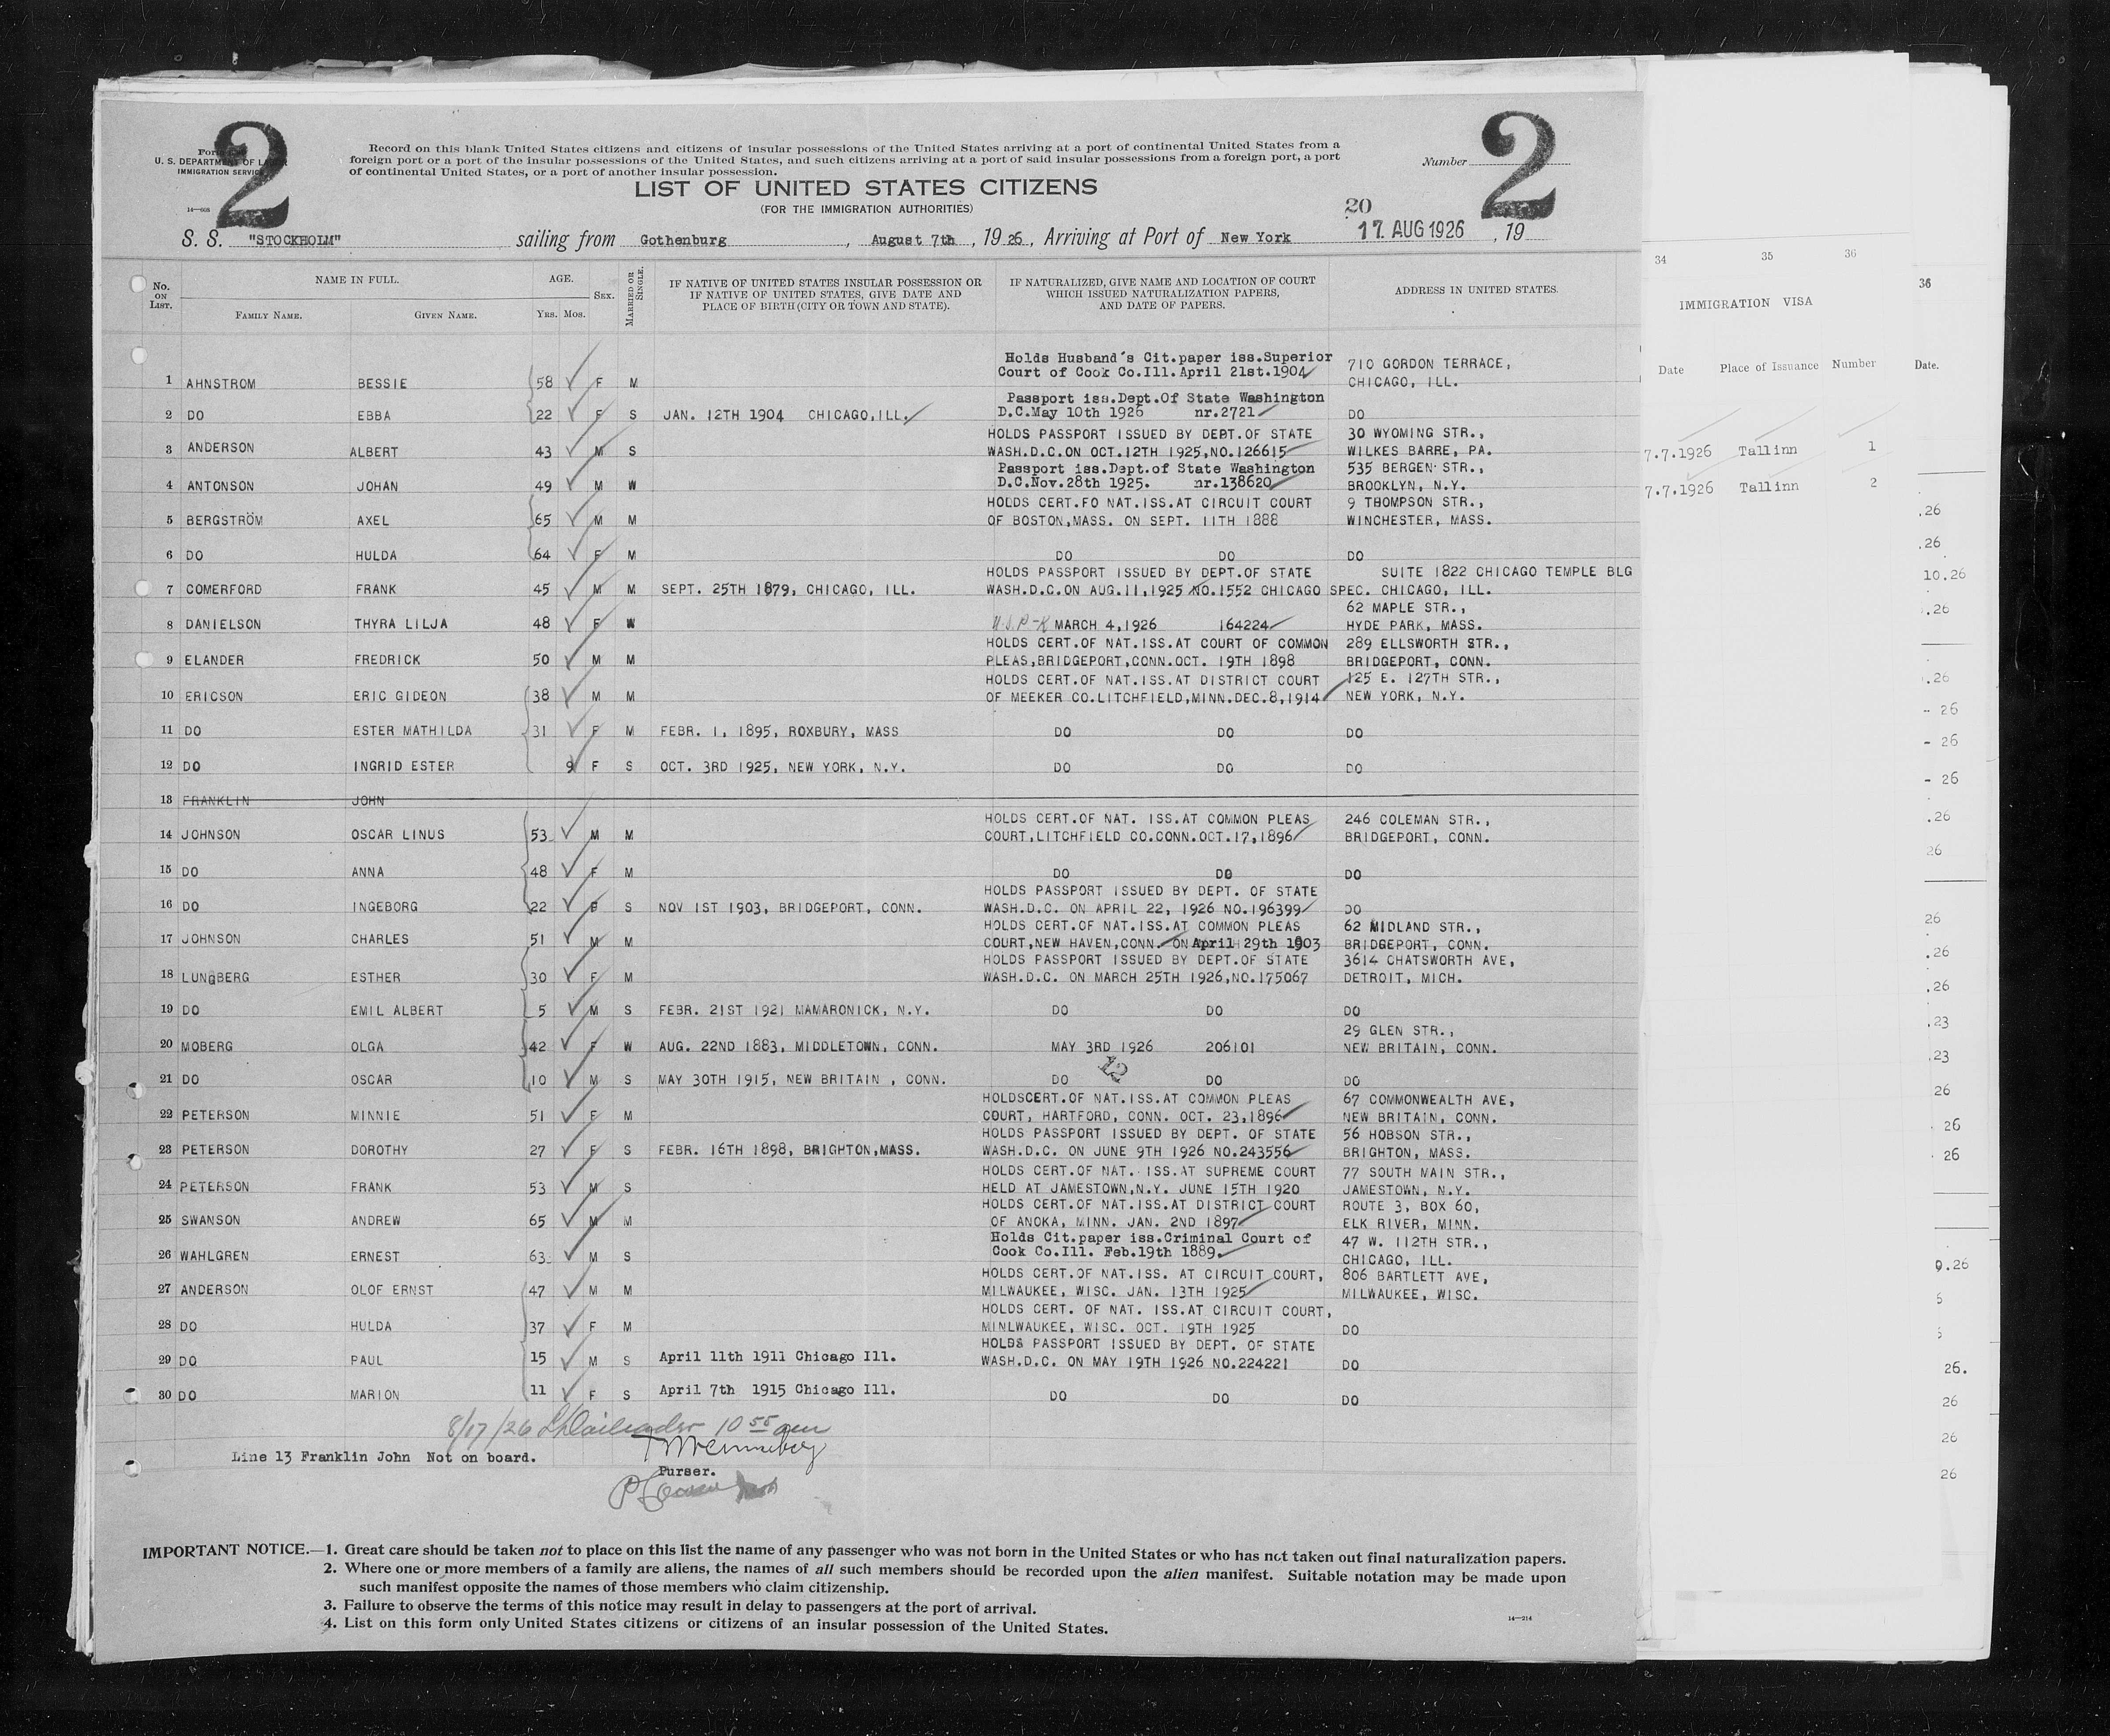 2
2
Form
U. S. DEPARTMENT OF LABOR
IMMIGRATION SERVICE
14—608
Record on this blank United States citizens and citizens of insular possessions of the United States arriving at a port of continental United States from a
foreign port or a port of the insular possessions of the United States, and such citizens arriving at a port of said insular possessions from a foreign port, a port
of continental United States, or a port of another insular possession.
Number
LIST OF UNITED STATES CITIZENS
(FOR THE IMMIGRATION AUTHORITIES)
20
S. S. "STOCKHOLM" sailing from Gothenburg, August 7th, 1926, Arriving at Port of New York 17. AUG 1926, 19
No. ON LIST.
NAME IN FULL.
FAMILY NAME. GIVEN NAME.
AGE.
Yrs. Mos.
SEX.
MARRIED OR SINGLE.
IF NATIVE OF UNITED STATES INSULAR POSSESSION OR
IF NATIVE OF UNITED STATES, GIVE DATE AND
PLACE OF BIRTH (CITY OR TOWN AND STATE).
IF NATURALIZED, GIVE NAME AND LOCATION OF COURT
WHICH ISSUED NATURALIZATION PAPERS,
AND DATE OF PAPERS.
ADDRESS IN UNITED STATES.
Holds Husband's Cit.paper iss.Superior 710 GORDON TERRACE,
1 AHNSTROM BESSIE 58 F M Court of Cook Co.Ill.April 21st.1904 CHICAGO, ILL.
Passport iss.Dept.Of State Washington
2 DO EBBA 22 F S JAN. 12TH 1904 CHICAGO,ILL. D.C.May 10th 1926 nr.2721 DO
HOLDS PASSPORT ISSUED BY DEPT.OF STATE 30 WYOMING STR.,
3 ANDERSON ALBERT 43 M S WASH.D.C.ON OCT.12TH 1925,NO.126615 WILKES BARRE, PA.
Passport iss.Dept.of State Washington 535 BERGEN STR.,
4 ANTONSON JOHAN 49 M W D.C.Nov.28th 1925. nr.138620 BROOKLYN, N.Y.
HOLDS CERT.FO NAT.ISS.AT CIRCUIT COURT 9 THOMPSON STR.,
5 BERGSTRÖM AXEL 65 M M OF BOSTON,MASS. ON SEPT. 11TH 1888 WINCHESTER, MASS.
6 DO HULDA 64 F M DO DO DO
HOLDS PASSPORT ISSUED BY DEPT.OF STATE SUITE 1822 CHICAGO TEMPLE BLG
7 COMERFORD FRANK 45 M M SEPT. 25TH 1879, CHICAGO, ILL. WASH.D.C.ON AUG.11,1925 NO.1552 CHICAGO SPEC. CHICAGO, ILL.
62 MAPLE STR.,
8 DANIELSON THYRA LILJA 48 F W U.S.P. MARCH 4,1926 164224 HYDE PARK, MASS.
HOLDS CERT.OF NAT.ISS.AT COURT OF COMMON 289 ELLSWORTH STR.,
9 ELANDER FREDRICK 50 M M PLEAS,BRIDGEPORT,CONN.OCT. 19TH 1898 BRIDGEPORT, CONN.
HOLDS CERT.OF NAT.ISS.AT DISTRICT COURT 125 E. 127TH STR.,
10 ERICSON ERIC GIDEON 38 M M OF MEEKER CO.LITCHFIELD,MINN.DEC.8,1914 NEW YORK, N.Y.
11 DO ESTER MATHILDA 31 F M FEBR. 1, 1895, ROXBURY, MASS DO DO DO
12 DO INGRID ESTER 9 F S OCT. 3RD 1925, NEW YORK, N.Y. DO DO DO
13 FRANKLIN JOHN
HOLDS CERT.OF NAT. ISS.AT COMMON PLEAS 246 COLEMAN STR.,
14 JOHNSON OSCAR LINUS 53 M M COURT,LITCHFIELD CO.CONN.OCT.17,1896 BRIDGEPORT, CONN.
15 DO ANNA 48 F M DO DO DO
HOLDS PASSPORT ISSUED BY DEPT. OF STATE
16 DO INGEBORG 22 F S NOV 1ST 1903, BRIDGEPORT, CONN. WASH.D.C. ON APRIL 22, 1926 NO.196399 DO
HOLDS CERT.OF NAT.ISS.AT COMMON PLEAS 62 MIDLAND STR.,
17 JOHNSON CHARLES 51 M M COURT,NEW HAVEN,CONN. ON April 29th 1903 BRIDGEPORT, CONN.
HOLDS PASSPORT ISSUED BY DEPT.OF STATE 3614 CHATSWORTH AVE,
18 LUNGBERG ESTHER 30 F M WASH.D.C. ON MARCH 25TH 1926,NO.175067 DETROIT, MICH.
19 DO EMIL ALBERT 5 M S FEBR. 21ST 1921 MAMARONICK, N.Y. DO DO DO
29 GLEN STR.,
20 MOBERG OLGA 42 F W AUG. 22ND 1883, MIDDLETOWN, CONN. MAY 3RD 1926 206101 NEW BRITAIN, CONN.
12
21 DO OSCAR 10 M S MAY 30TH 1915, NEW BRITAIN , CONN. DO DO DO
HOLDSCERT.OF NAT.ISS.AT COMMON PLEAS 67 COMMONWEALTH AVE,
22 PETERSON MINNIE 51 F M COURT, HARTFORD, CONN. OCT. 23,1896 NEW BRITAIN, CONN.
HOLDS PASSPORT ISSUED BY DEPT. OF STATE 56 HOBSON STR.,
23 PETERSON DOROTHY 27 F S FEBR. 16TH 1898, BRIGHTON,MASS. WASH.D.C. ON JUNE 9TH 1926 NO.243556 BRIGHTON, MASS.
HOLDS CERT.OF NAT. ISS.AT SUPREME COURT 77 SOUTH MAIN STR.,
24 PETERSON FRANK 53 M S HELD AT JAMESTOWN,N.Y. JUNE 15TH 1920 JAMESTOWN, N.Y.
HOLDS CERT.OF NAT.ISS.AT DISTRICT COURT ROUTE 3, BOX 60,
25 SWANSON ANDREW 65 M M OF ANOKA, MINN. JAN. 2ND 1897 ELK RIVER, MINN.
Holds Cit.paper iss.Criminal Court of 47 W. 112TH STR.,
26 WAHLGREN ERNEST 63 M S Cook Co.Ill. Feb.19th 1889. CHICAGO, ILL.
HOLDS CERT.OF NAT.ISS. AT CIRCUIT COURT, 806 BARTLETT AVE,
27 ANDERSON OLOF ERNST 47 M M MILWAUKEE, WISC. JAN. 13TH 1925 MILWAUKEE, WISC.
HOLDS CERT. OF NAT. ISS.AT CIRCUIT COURT,
28 DO HULDA 37 F M MINLWAUKEE, WISC. OCT. 19TH 1925 DO
HOLDS PASSPORT ISSUED BY DEPT. OF STATE
29 DO PAUL 15 M S April 11th 1911 Chicago Ill. WASH.D.C. ON MAY 19TH 1926 NO.224221 DO
30 DO MARION 11 F S April 7th 1915 Chicago Ill. DO DO DO
8/17/26 10 55 am
Line 13 Franklin John Not on board.
Purser.
IMPORTANT NOTICE.—1. Great care should be taken not to place on this list the name of any passenger who was not born in the United States or who has not taken out final naturalization papers.
2. Where one or more members of a family are aliens, the names of all such members should be recorded upon the alien manifest. Suitable notation may be made upon
such manifest opposite the names of those members who claim citizenship.
3. Failure to observe the terms of this notice may result in delay to passengers at the port of arrival.
4. List on this form only United States citizens or citizens of an insular possession of the United States.
14—214
34 35 36
IMMIGRATION VISA
Date Place of Issuance Number
7.7.1926 Tallinn 1
7.7.1926 Tallinn 2
36
Date.
.26
.26
10.26
.26
.26
- 26
- 26
- 26
.26
26
26
.26
.26
.23
.23
26
26
26
9.26
6
26.
26
26
26